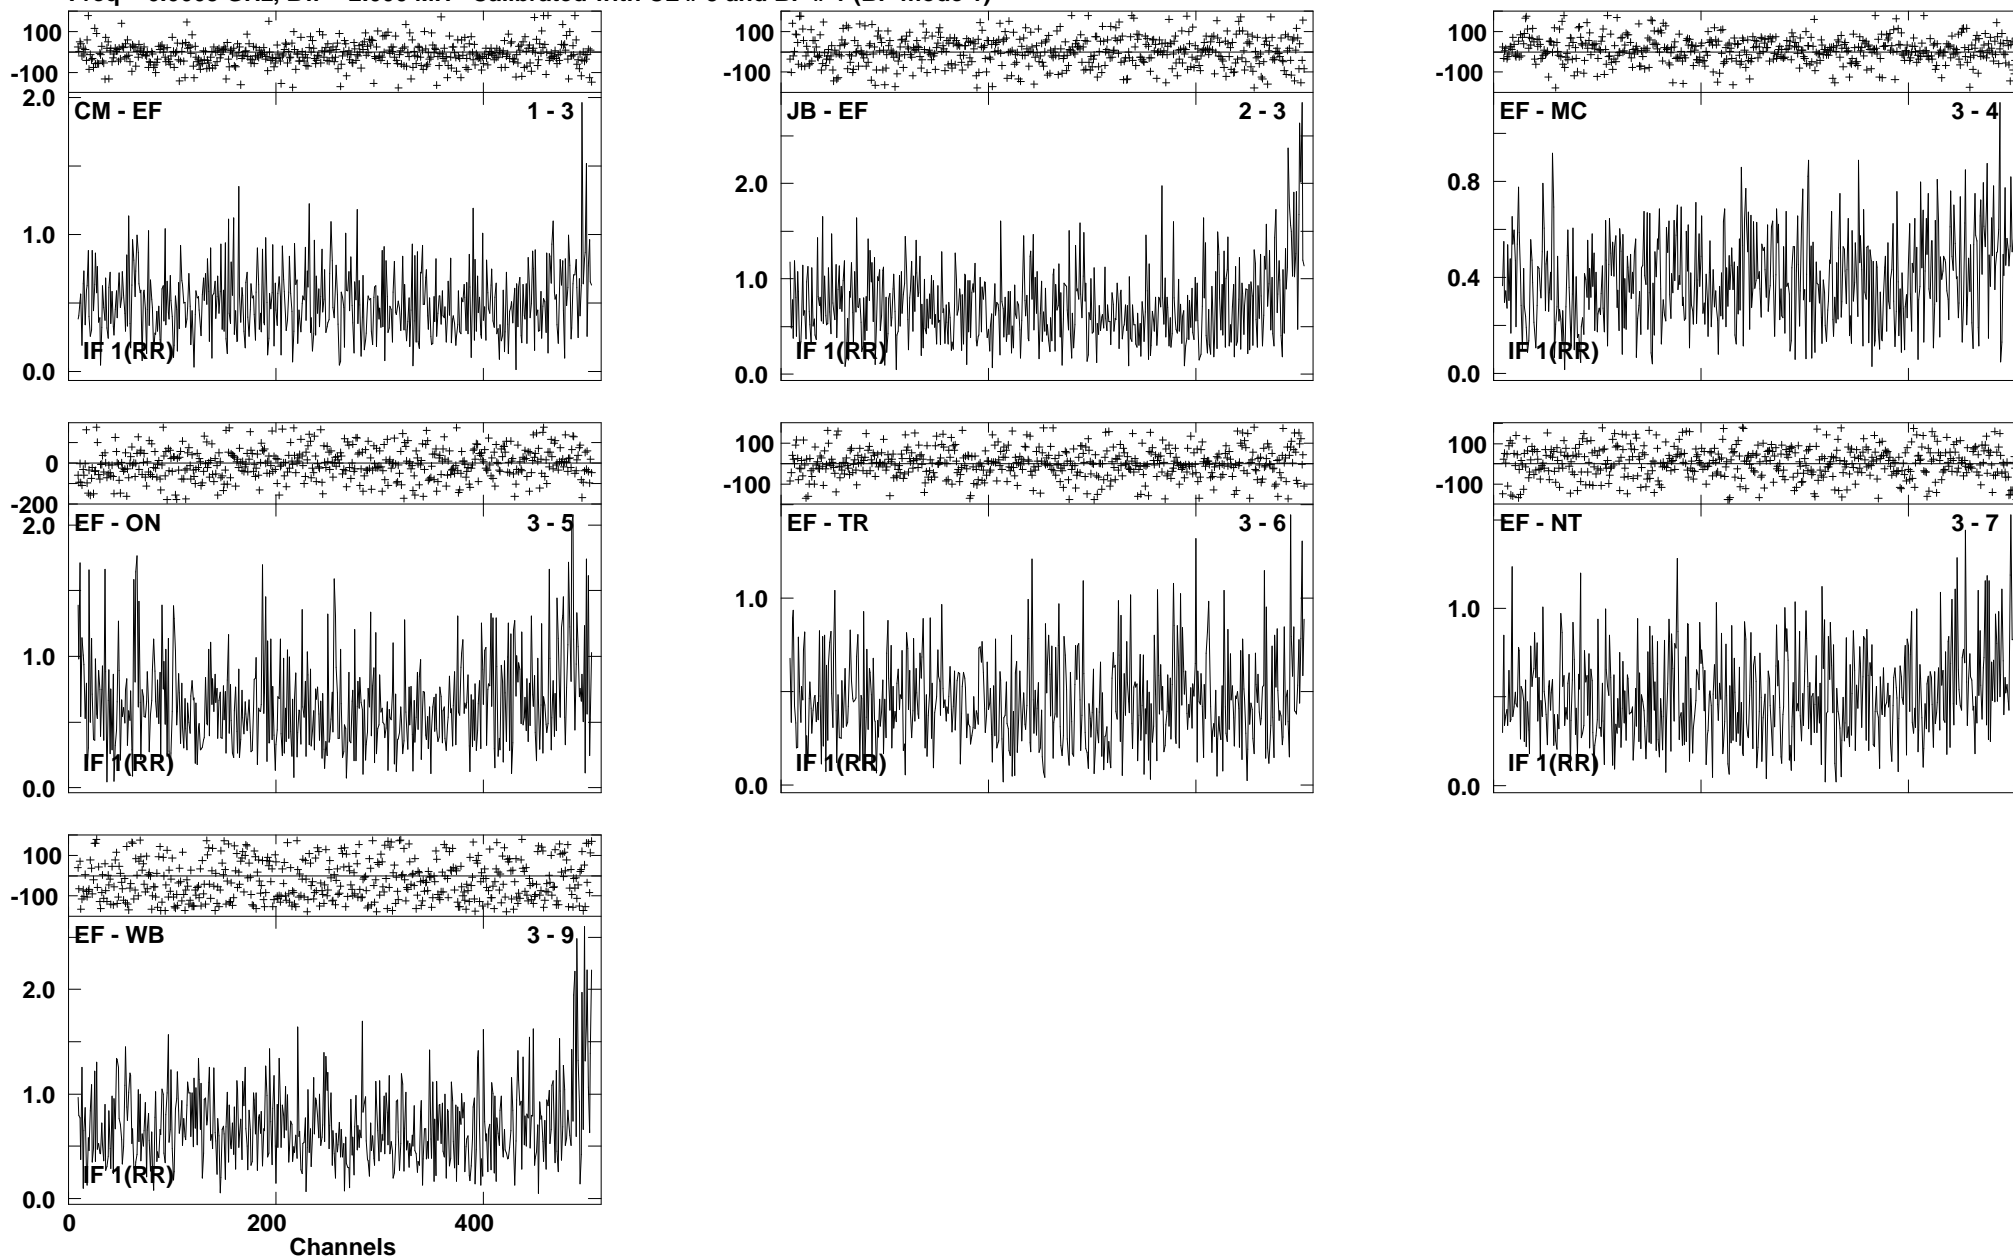 100 100 100
-100 -100 -100
2.0
CM - EF 1 - 3 JB - EF 2 - 3 EF - MC 3 - 4
2.0 0.8
1.0 1.0 0.4
IF 1(RR) IF 1(RR) IF 1(RR)
0.0 0.0 0.0
0 100 100
-200 -100 -100
2.0
EF - ON 3 - 5 EF - TR 3 - 6 EF - NT 3 - 7
1.0 1.0 1.0
IF 1(RR) IF 1(RR) IF 1(RR)
0.0 0.0 0.0
100
-100
EF - WB 3 - 9
2.0
1.0
IF 1(RR)
0.0
0 200 400
Channels